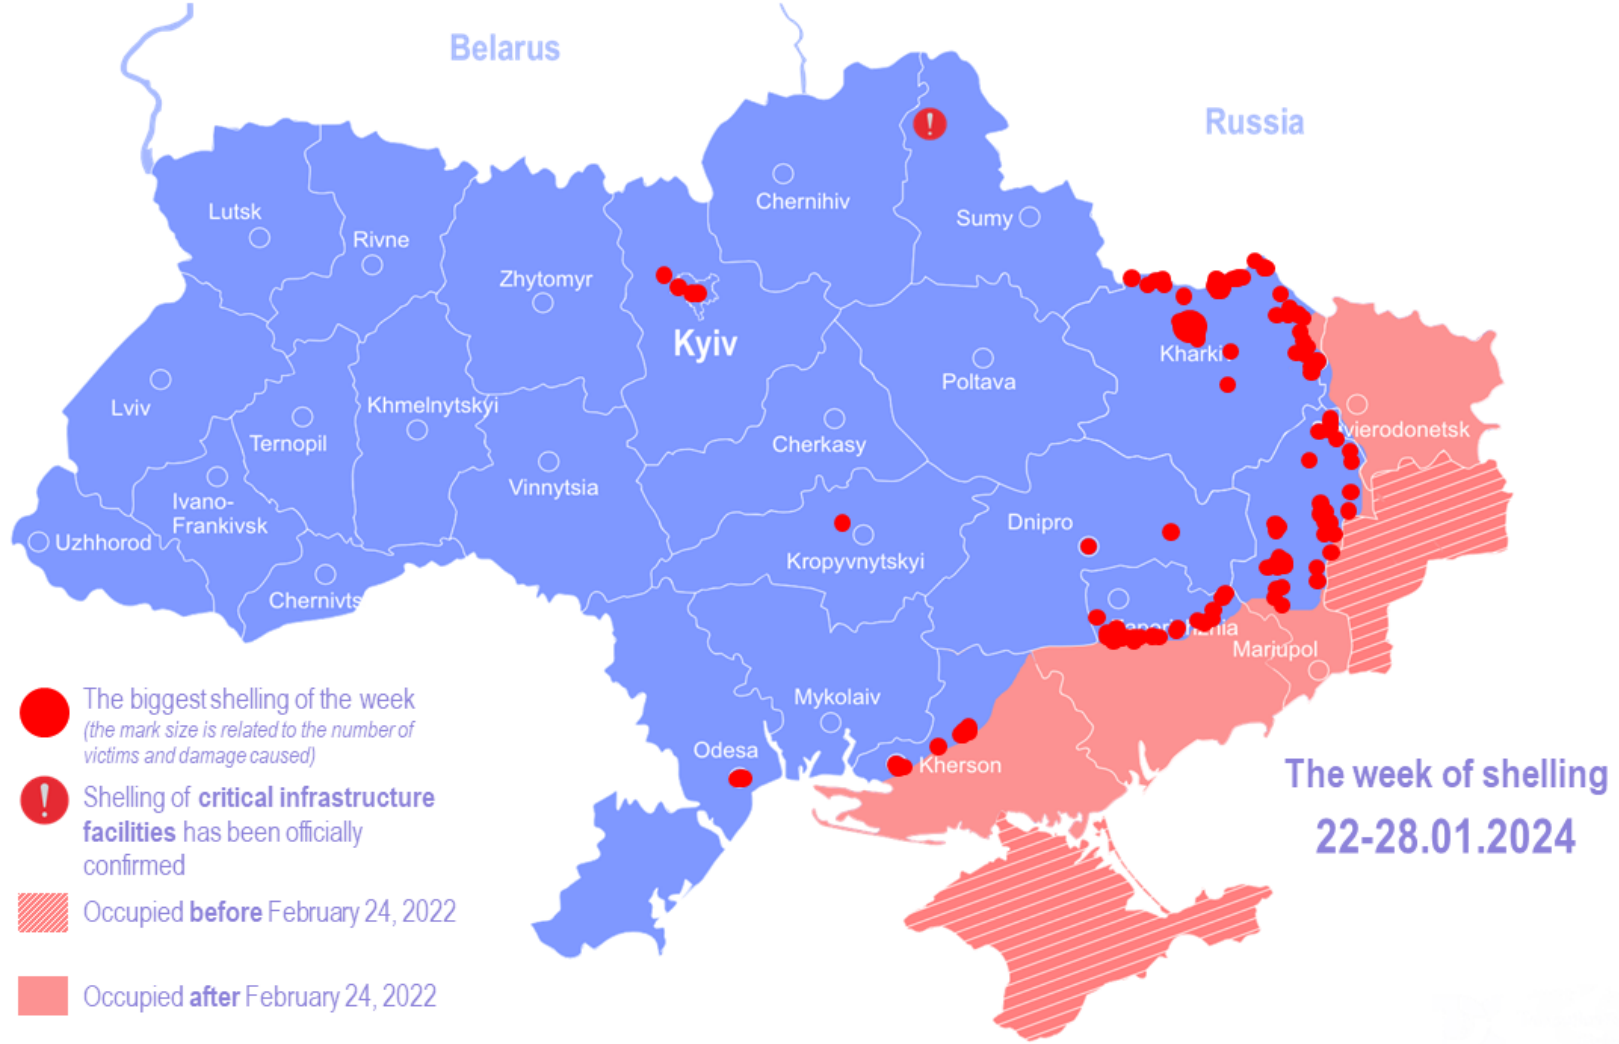 Belarus
Russia
Chernihiv
Sumy
Lutsk
Rivne
Zhytomyr
Kyiv
Kharki
Poltava
Lviv
Khmelnytskyi
Ternopil
Cherkasy
vierodonetsk
Vinnytsia
Ivano-
Frankivsk
Uzhhorod
Dnipro
Kropyvnytskyi
Chernivts
Mariupol
Mykolaiv
Odesa
Kherson
The biggest shelling of the week
(the mark size is related to the number of
victims and damage caused)
! Shelling of critical infrastructure
facilities has been officially
confirmed
Occupied before February 24, 2022
Occupied after February 24, 2022
The week of shelling
22-28.01.2024